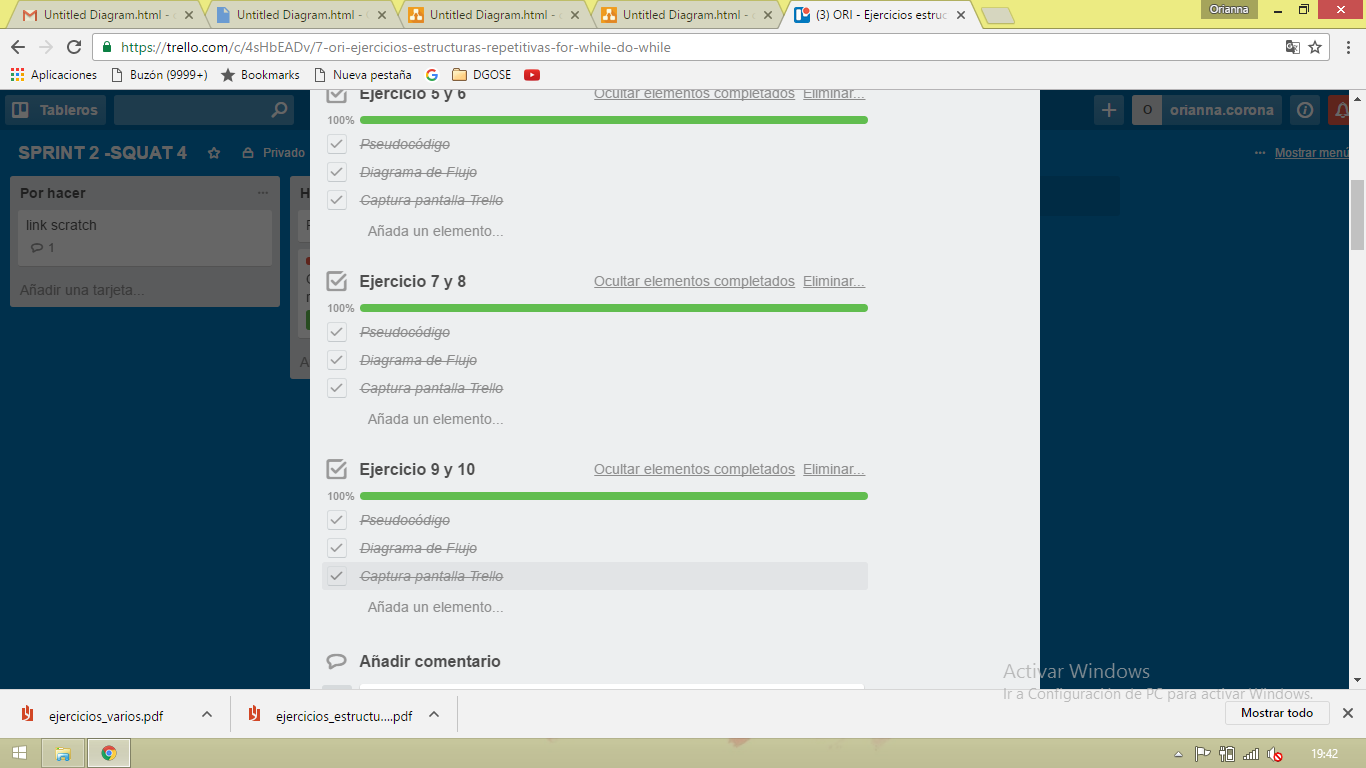 Untitled Diagram.html -
Untitled Diagram.html -
Untitled Diagram.html -
Untitled Diagram.html -
(3) ORI - Ejercicios estruc
Orianna
https://trello.com/c/4sHbEADv/7-ori-ejercicios-estructuras-repetitivas-for-while-do-while
Aplicaciones
Buzón (9999+)
Bookmarks
Nueva pestaña
DGOSE
Tableros
O
orianna.corona
SPRINT 2 -SQUAT 4
Privado
Mostrar menú
Por hacer
link scratch
1
Añadir una tarjeta...
Ejercicio 5 y 6
Ocultar elementos completados
Eliminar...
100%
Pseudocódigo
Diagrama de Flujo
Captura pantalla Trello
Añada un elemento...
Ejercicio 7 y 8
Ocultar elementos completados
Eliminar...
100%
Pseudocódigo
Diagrama de Flujo
Captura pantalla Trello
Añada un elemento...
Ejercicio 9 y 10
Ocultar elementos completados
Eliminar...
100%
Pseudocódigo
Diagrama de Flujo
Captura pantalla Trello
Añada un elemento...
Añadir comentario
Activar Windows
Ir a Configuración de PC para activar Windows.
ejercicios_varios.pdf
ejercicios_estructu....pdf
Mostrar todo
19:42